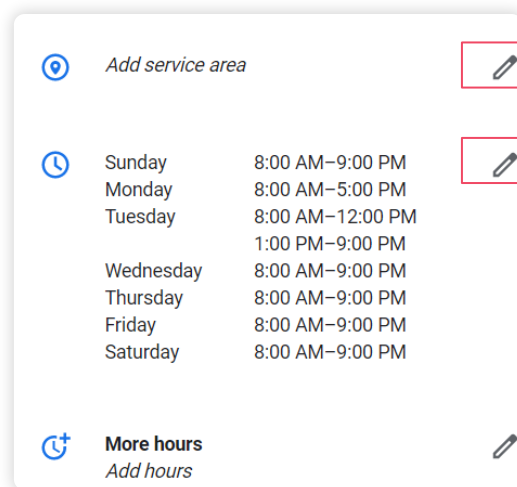 Add service area
Sunday 8:00 AM–9:00 PM
Monday 8:00 AM–5:00 PM
Tuesday 8:00 AM–12:00 PM
1:00 PM–9:00 PM
Wednesday 8:00 AM–9:00 PM
Thursday 8:00 AM–9:00 PM
Friday 8:00 AM–9:00 PM
Saturday 8:00 AM–9:00 PM
More hours
Add hours